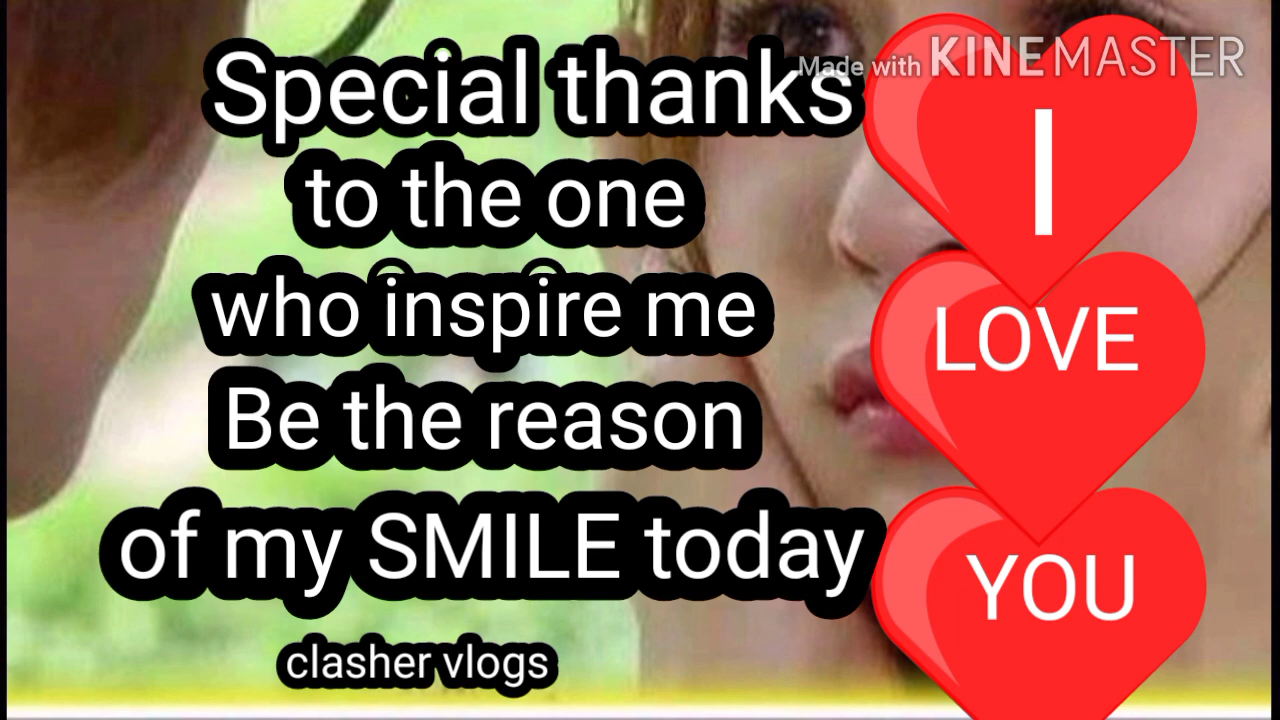 Made with KINEMASTER
Special thanks
to the one
who inspire me
Be the reason
of my SMILE today
clasher vlogs
I
LOVE
YOU